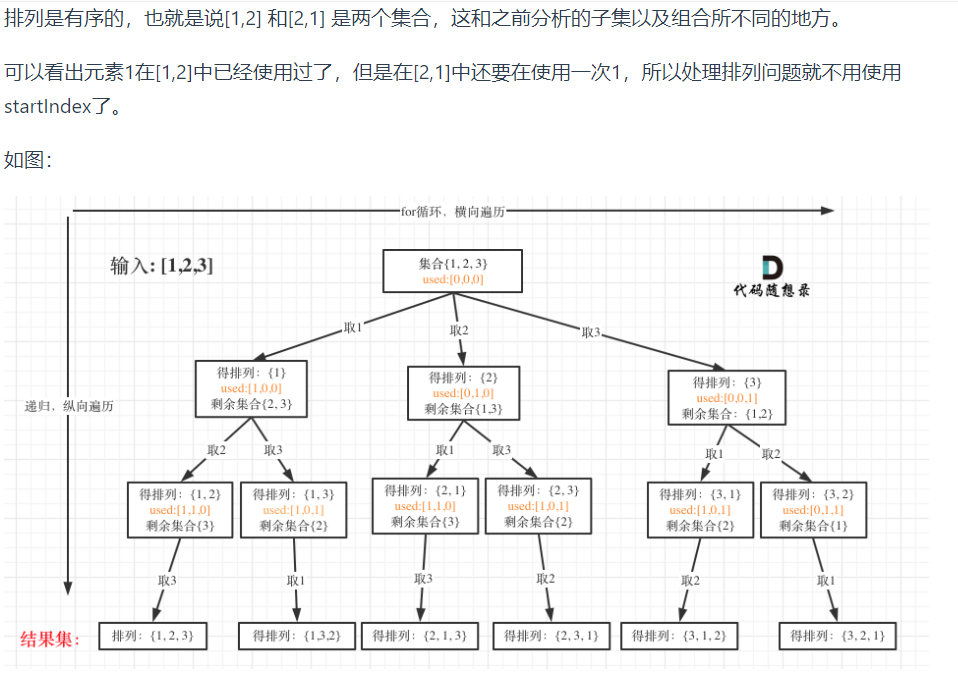 排列是有序的，也就是说[1,2] 和[2,1] 是两个集合，这和之前分析的子集以及组合所不同的地方。
可以看出元素1在[1,2]中已经使用过了，但是在[2,1]中还要在使用一次1，所以处理排列问题就不用使用
startIndex了。
如图：
for循环，横向遍历
输入: [1,2,3]
集合{1, 2, 3}
used:[0,0,0]
代码随想录
取1
取2
取3
递归，纵向遍历
得排列：{1}
used:[1,0,0]
剩余集合{2, 3}
得排列：{2}
used:[0,1,0]
剩余集合{1,3}
得排列：{3}
used:[0,0,1]
剩余集合：{1,2}
取2
取3
取1
取3
取1
取2
得排列：{1, 2}
used:[1,1,0]
剩余集合{3}
得排列：{1, 3}
used:[1,0,1]
剩余集合{2}
得排列：{2, 1}
used:[1,1,0]
剩余集合{3}
得排列：{2, 3}
used:[1,0,1]
剩余集合{2}
得排列：{3, 1}
used:[1,0,1]
剩余集合{2}
得排列：{3, 2}
used:[0,1,1]
剩余集合{1}
取3
取1
取3
取2
取2
取1
结果集:
排列：{1, 2, 3}
得排列：{1,3,2}
得排列：{2, 1, 3}
得排列：{2, 3, 1}
得排列：{3, 1, 2}
得排列：{3, 2, 1}